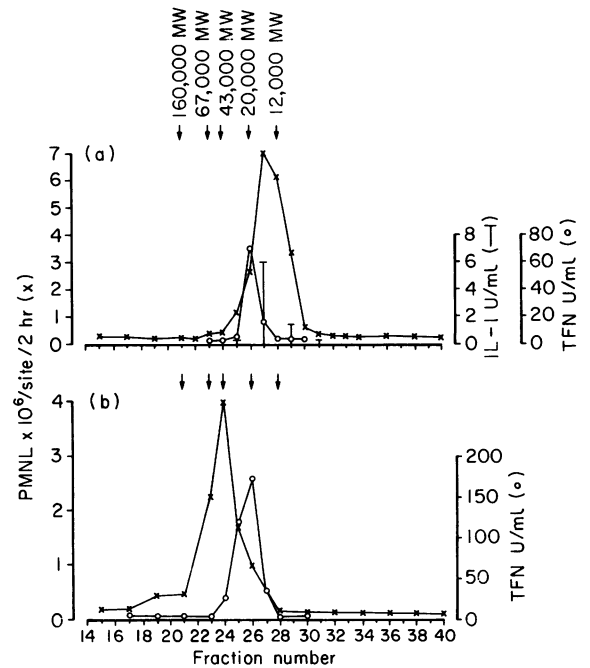 160,000 MW
67,000 MW
43,000 MW
20,000 MW
12,000 MW
(a)
7
6
5
4
3
2
1
0
PMNL x 10⁶/site/2 hr (x)
8
6
4
2
0
IL-1 U/ml (—|)
80
60
40
20
0
TFN U/ml (o)
(b)
4
3
2
1
0
200
150
100
50
0
TFN U/ml (o)
14 16 18 20 22 24 26 28 30 32 34 36 38 40
Fraction number